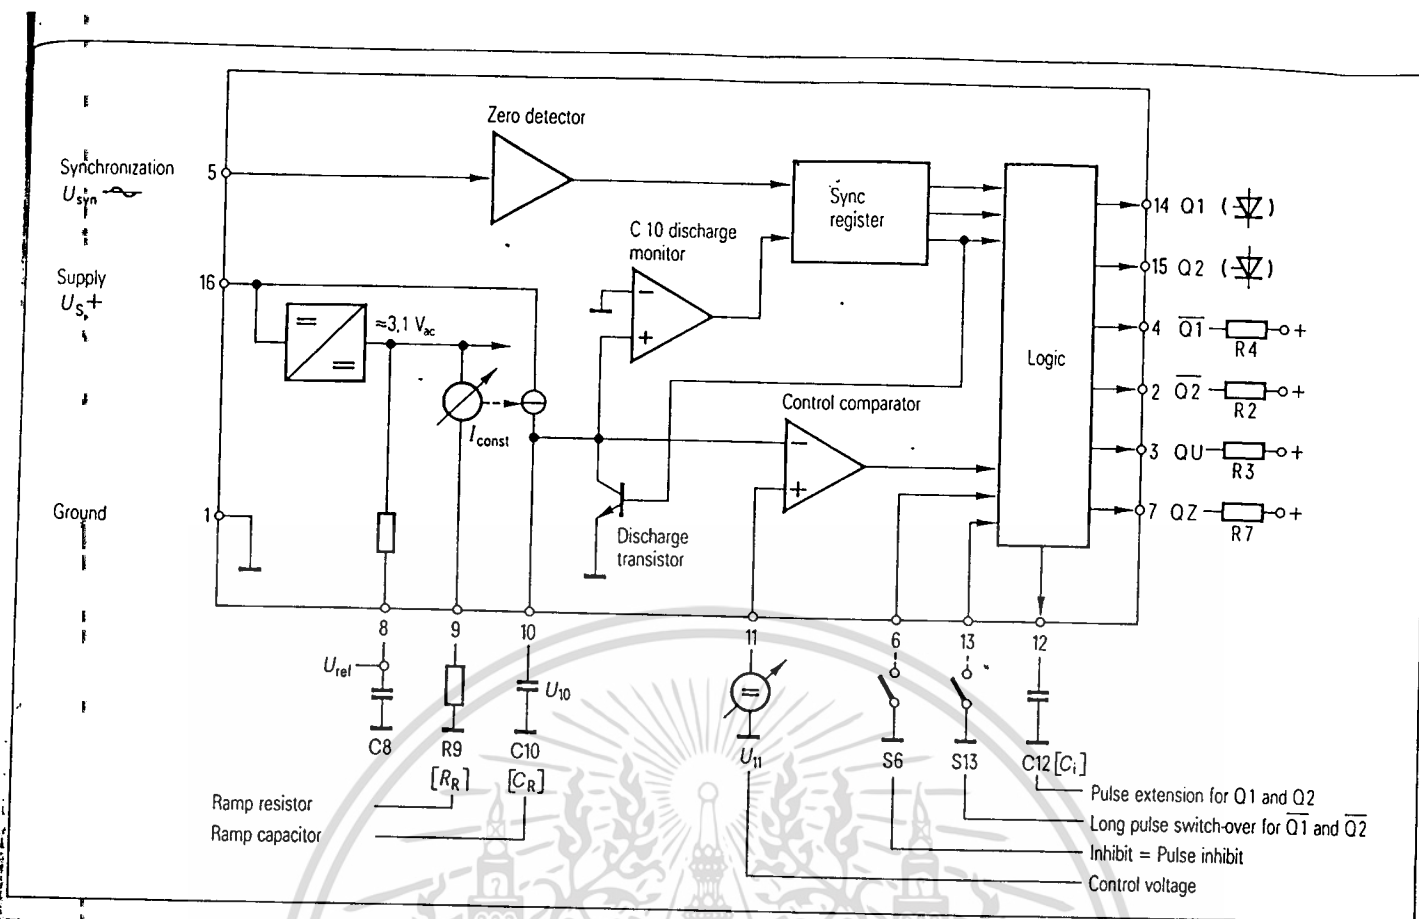 Zero detector
Synchronization
5
Usyn
Sync
register
14 Q1 ( )
C 10 discharge
monitor
15 Q2 ( )
Supply
16
US +
≈3,1 Vac
−
+
4 Q1 +
R4
Logic
2 Q2 +
R2
Control comparator
Iconst
−
3 QU +
R3
+
Ground
1
7 QZ +
R7
Discharge
transistor
8 9 10 11 6 13 12
Uref
U10
C8 R9 C10 U11 S6 S13 C12 [Ci]
[RR] [CR]
Pulse extension for Q1 and Q2
Ramp resistor
Long pulse switch-over for Q1 and Q2
Ramp capacitor
Inhibit = Pulse inhibit
Control voltage